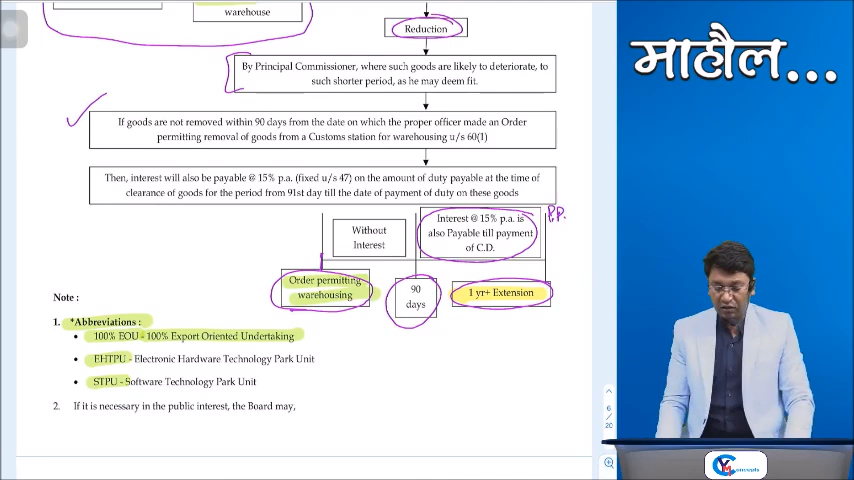 warehouse
माहौल...
Reduction
By Principal Commissioner, where such goods are likely to deteriorate, to
such shorter period, as he may deem fit.
If goods are not removed within 90 days from the date on which the proper officer made an Order
permitting removal of goods from a Customs station for warehousing u/s 60(1)
Then, interest will also be payable @ 15% p.a. (fixed u/s 47) on the amount of duty payable at the time of
clearance of goods for the period from 91st day till the date of payment of duty on these goods
Without
Interest
Interest @ 15% p.a. is
also Payable till payment
of C.D.
P.P.
Order permitting
warehousing
90
days
1 yr+ Extension
Note :
1. *Abbreviations :
• 100% EOU - 100% Export Oriented Undertaking
• EHTPU - Electronic Hardware Technology Park Unit
• STPU - Software Technology Park Unit
2. If it is necessary in the public interest, the Board may,
6
/
20